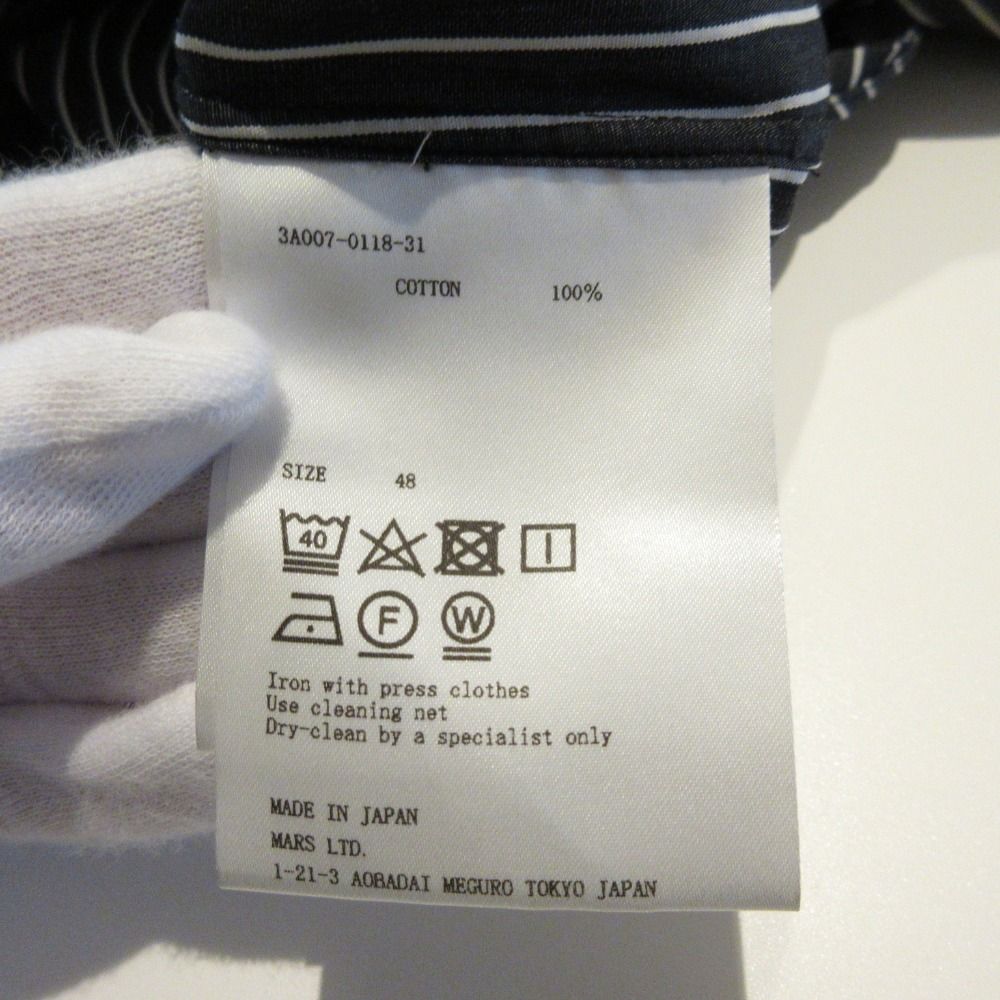 3A007-0118-31
COTTON 100%
SIZE 48
40
F W
Iron with press clothes
Use cleaning net
Dry-clean by a specialist only
MADE IN JAPAN
MARS LTD.
1-21-3 AOBADAI MEGURO TOKYO JAPAN